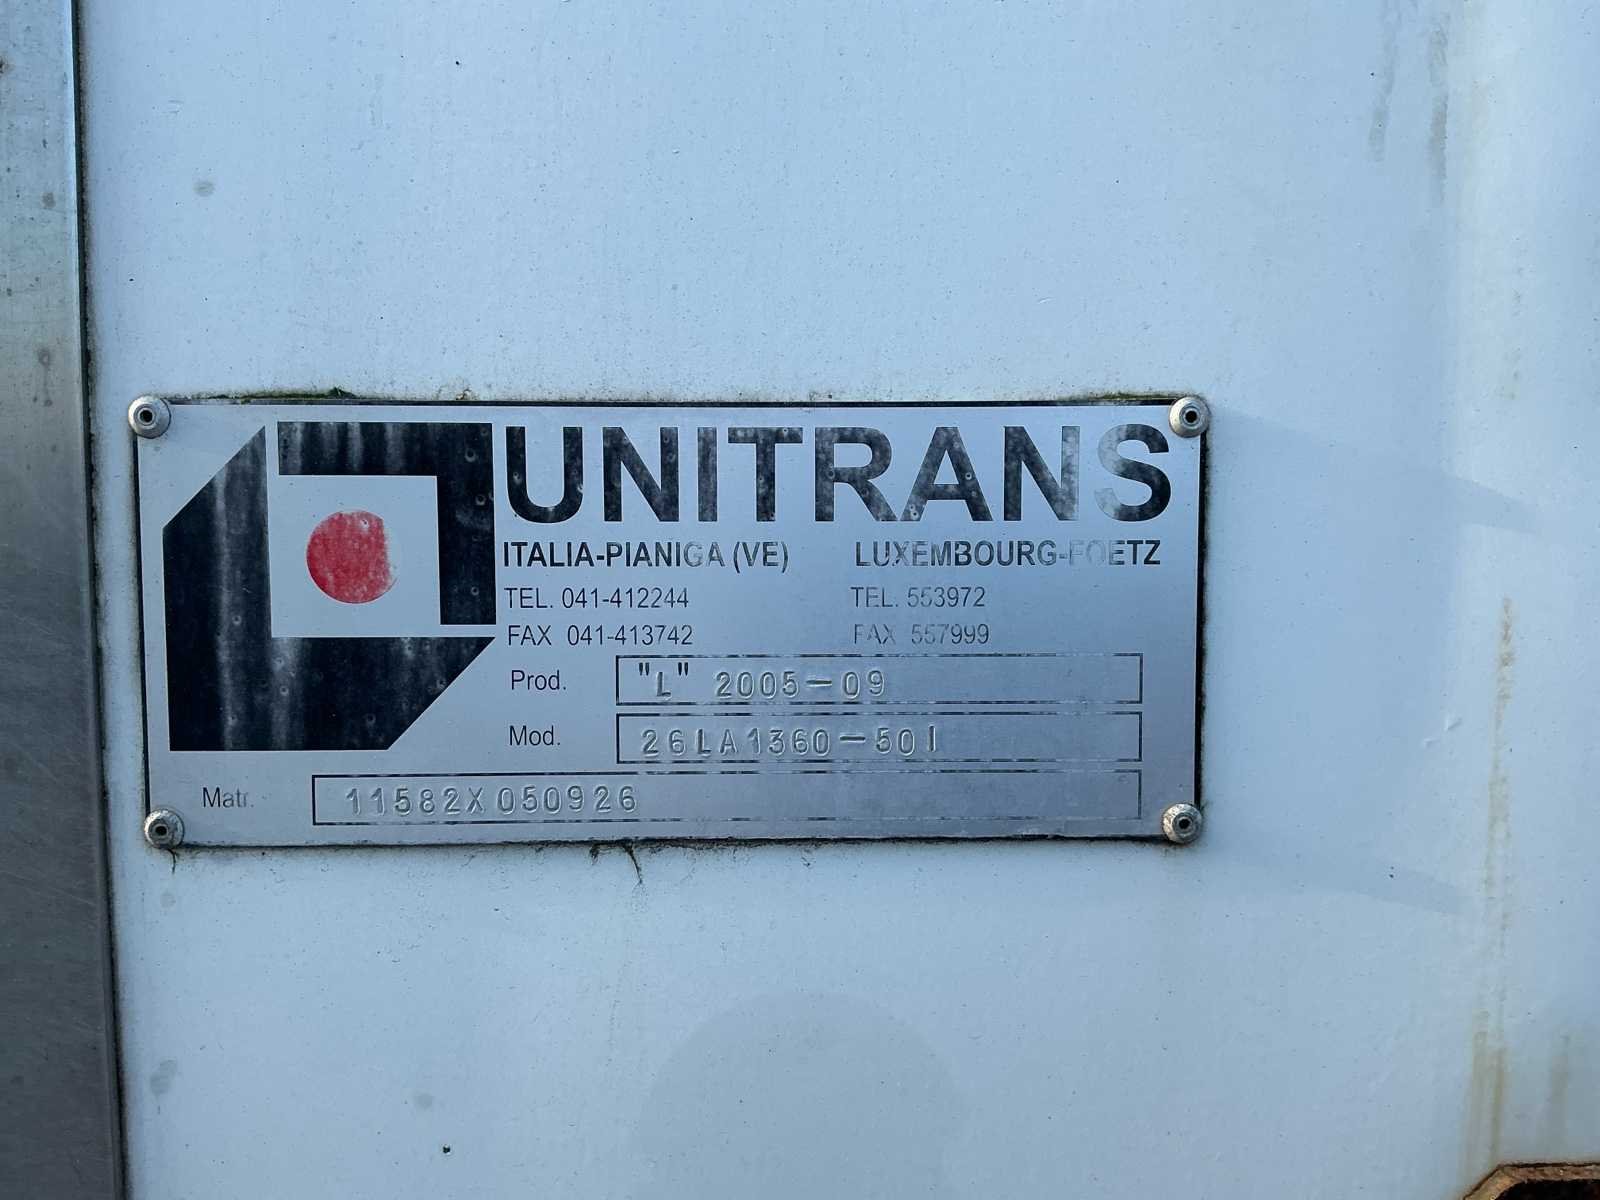 UNITRANS
ITALIA-PIANIGA (VE) LUXEMBOURG-FOETZ
TEL. 041-412244 TEL. 553972
FAX 041-413742 FAX 557999
Prod. "L" 2005-09
Mod. 26LA1360-50I
Matr. 11582X050926